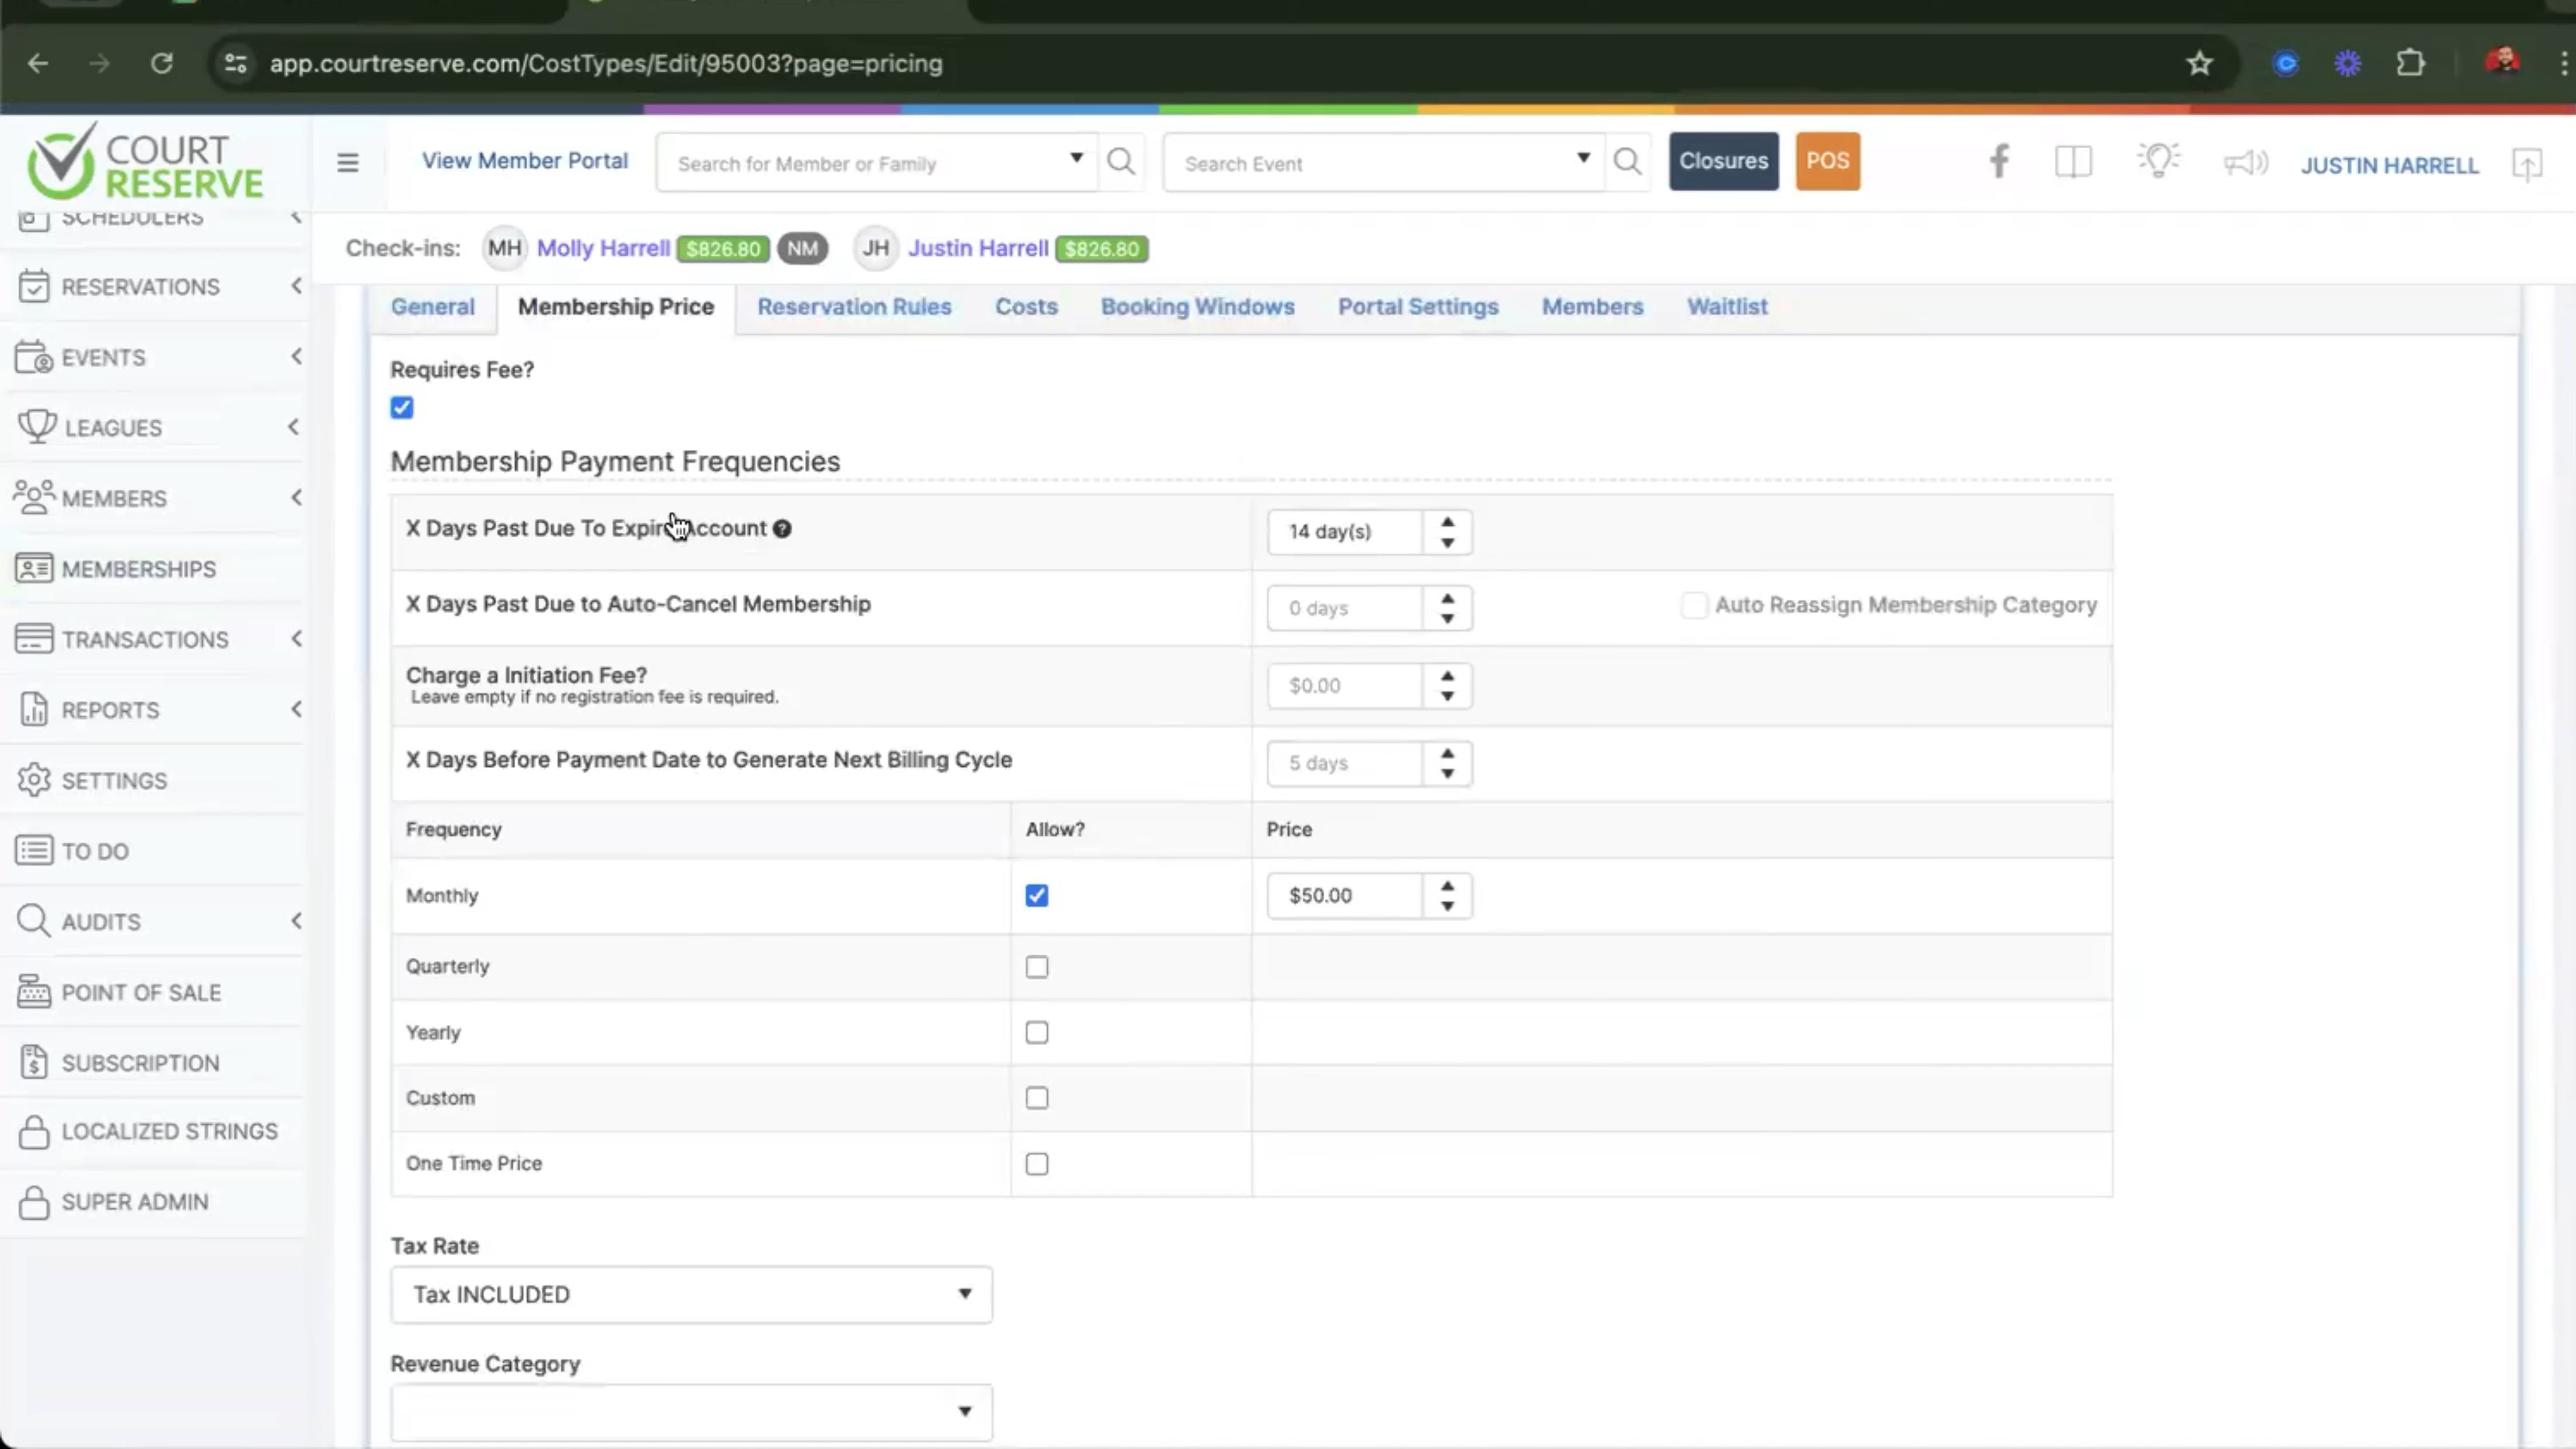 app.courtreserve.com/CostTypes/Edit/95003?page=pricing
COURT
RESERVE
View Member Portal
Search for Member or Family
Search Event
Closures
POS
JUSTIN HARRELL
Check-ins: MH Molly Harrell $826.80 NM JH Justin Harrell $826.80
SCHEDULERS
RESERVATIONS
EVENTS
LEAGUES
MEMBERS
MEMBERSHIPS
TRANSACTIONS
REPORTS
SETTINGS
TO DO
AUDITS
POINT OF SALE
SUBSCRIPTION
LOCALIZED STRINGS
SUPER ADMIN
General Membership Price Reservation Rules Costs Booking Windows Portal Settings Members Waitlist
Requires Fee?
Membership Payment Frequencies
X Days Past Due To Expire Account ? 14 day(s)
X Days Past Due to Auto-Cancel Membership 0 days Auto Reassign Membership Category
Charge a Initiation Fee? $0.00
Leave empty if no registration fee is required.
X Days Before Payment Date to Generate Next Billing Cycle 5 days
Frequency Allow? Price
Monthly $50.00
Quarterly
Yearly
Custom
One Time Price
Tax Rate
Tax INCLUDED
Revenue Category